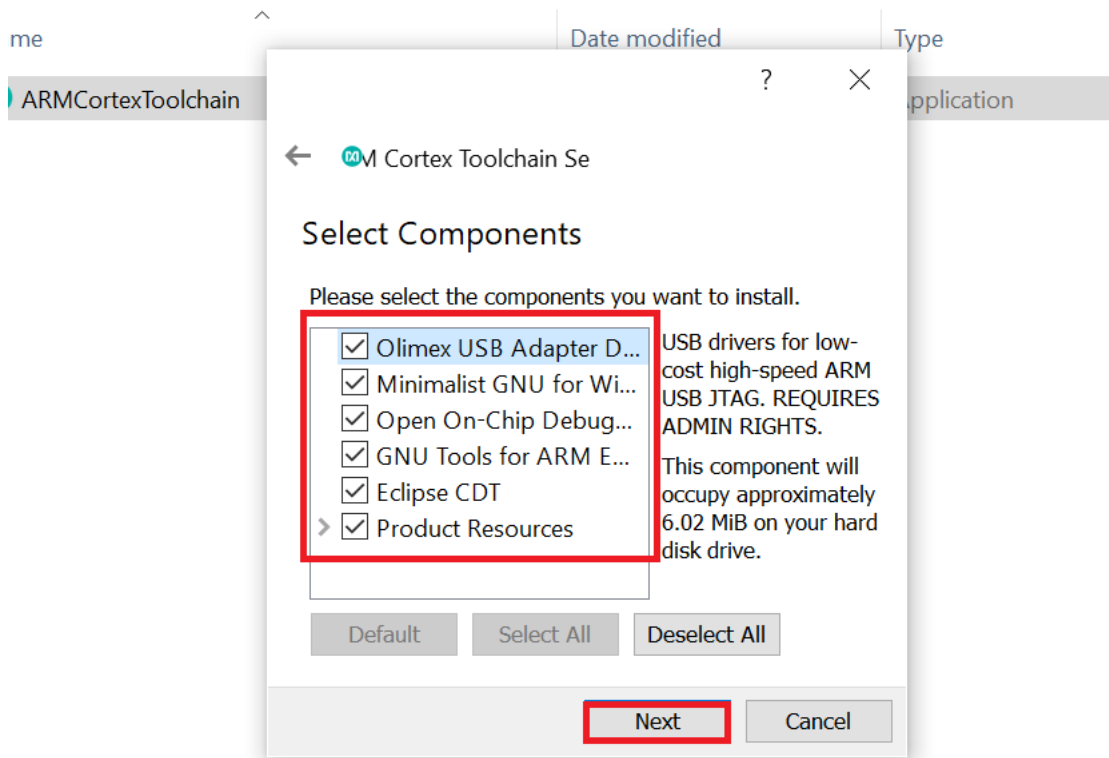 me Date modified Type
ARMCortexToolchain Application
?
M Cortex Toolchain Se
Select Components
Please select the components you want to install.
Olimex USB Adapter D...
Minimalist GNU for Wi...
Open On-Chip Debug...
GNU Tools for ARM E...
Eclipse CDT
Product Resources
USB drivers for low-
cost high-speed ARM
USB JTAG. REQUIRES
ADMIN RIGHTS.
This component will
occupy approximately
6.02 MiB on your hard
disk drive.
Default Select All Deselect All
Next Cancel